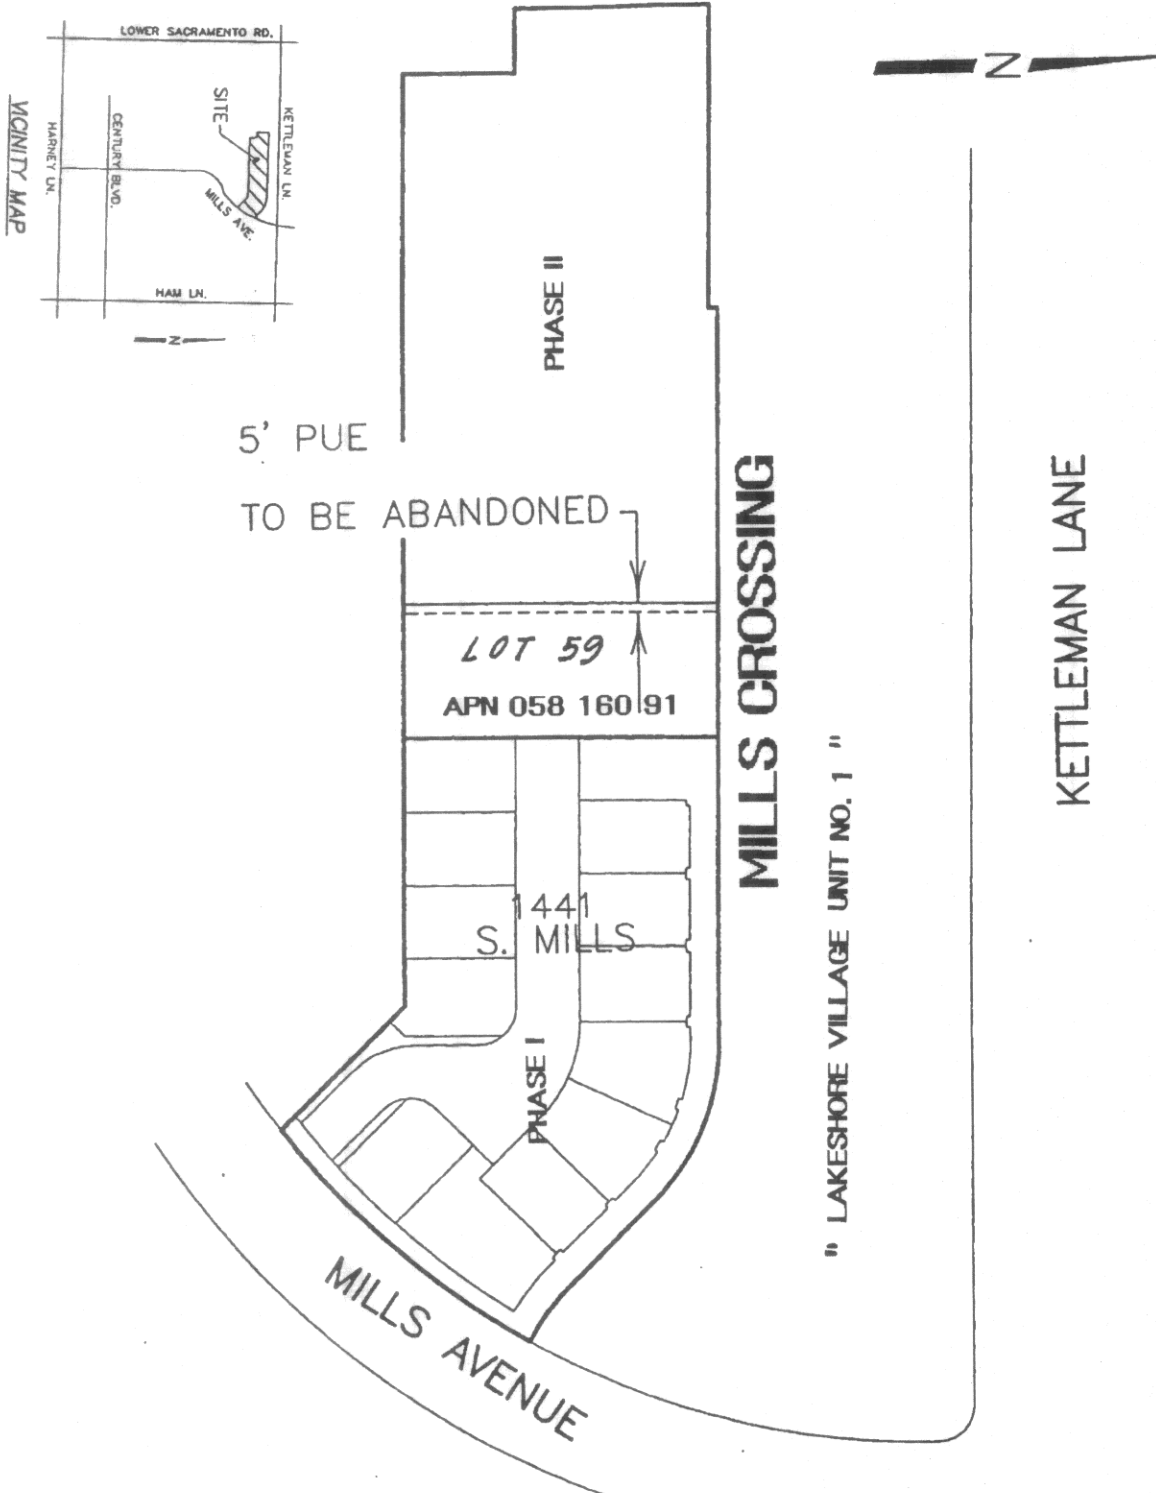 LOWER SACRAMENTO RD.
SITE
KETTLEMAN LN.
CENTURY BLVD.
HARNEY LN.
MILLS AVE.
HAM LN.
VICINITY MAP
N
N
PHASE II
5' PUE
TO BE ABANDONED
LOT 59
APN 058 160 91
MILLS CROSSING
KETTLEMAN LANE
" LAKESHORE VILLAGE UNIT NO. 1 "
1441
S. MILLS
PHASE I
MILLS AVENUE